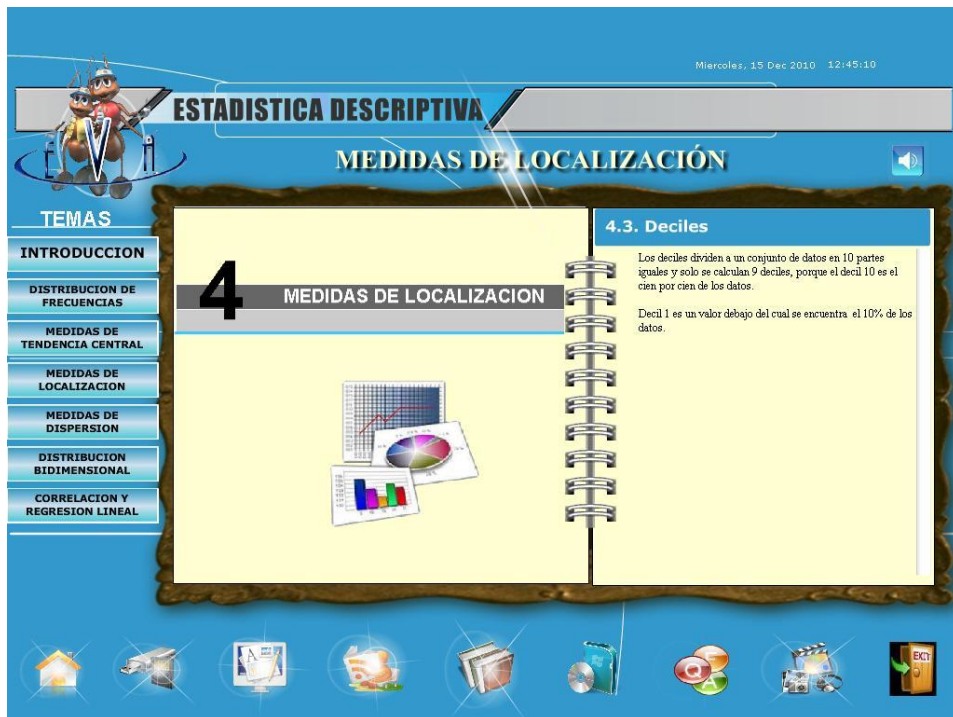 Miercoles, 15 Dec 2010 12:45:10
ESTADISTICA DESCRIPTIVA
E V A
MEDIDAS DE LOCALIZACIÓN
TEMAS
INTRODUCCION
DISTRIBUCION DE
FRECUENCIAS
MEDIDAS DE
TENDENCIA CENTRAL
MEDIDAS DE
LOCALIZACION
MEDIDAS DE
DISPERSION
DISTRIBUCION
BIDIMENSIONAL
CORRELACION Y
REGRESION LINEAL
4
MEDIDAS DE LOCALIZACION
4.3. Deciles
Los deciles dividen a un conjunto de datos en 10 partes
iguales y solo se calculan 9 deciles, porque el decil 10 es el
cien por cien de los datos.
Decil 1 es un valor debajo del cual se encuentra el 10% de los
datos.
Q
A
EXIT